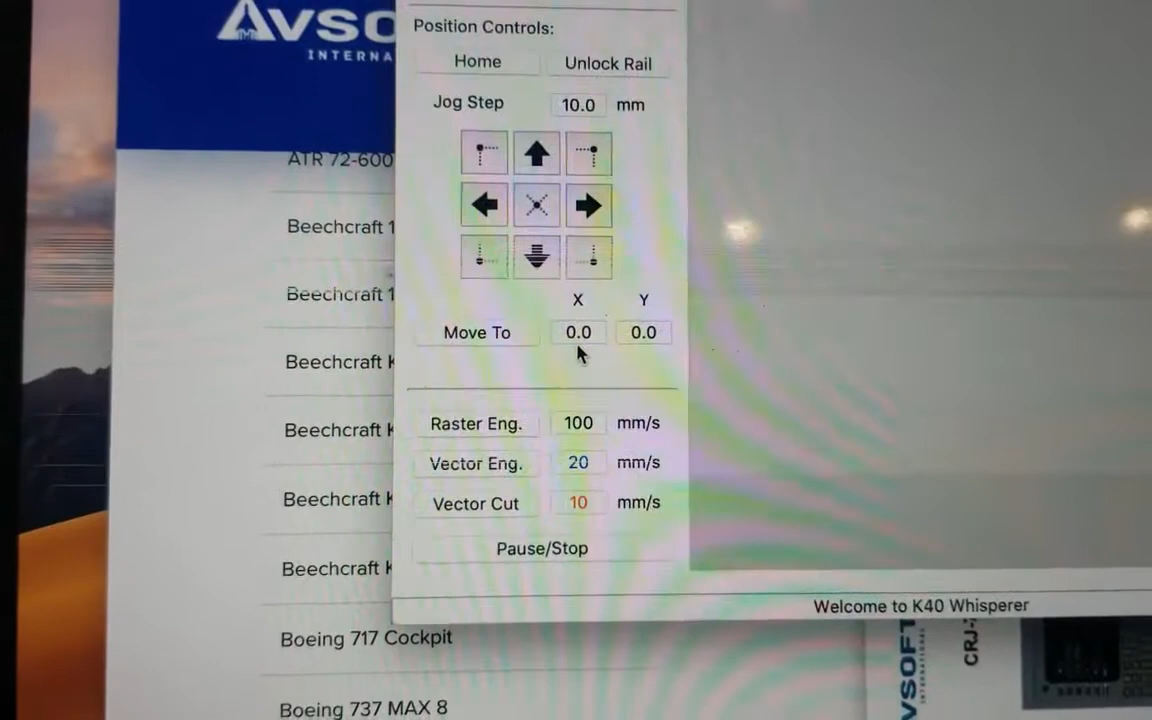 AVSO
INTERNA
ATR 72-600
Beechcraft 1
Beechcraft 1
Beechcraft K
Beechcraft K
Beechcraft K
Beechcraft K
Boeing 717 Cockpit
Boeing 737 MAX 8
Position Controls:
Home Unlock Rail
Jog Step 10.0 mm
X Y
Move To 0.0 0.0
Raster Eng. 100 mm/s
Vector Eng. 20 mm/s
Vector Cut 10 mm/s
Pause/Stop
Welcome to K40 Whisperer
AVSOFT
INTERNATIONAL
CRJ-